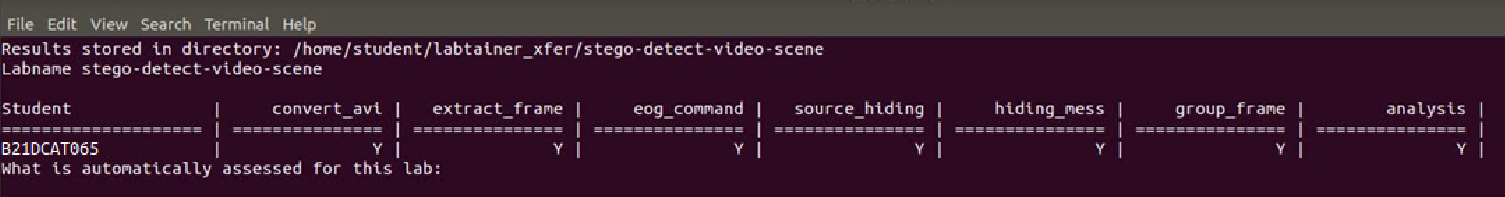 File Edit View Search Terminal Help
Results stored in directory: /home/student/labtainer_xfer/stego-detect-video-scene
Labname stego-detect-video-scene
Student | convert_avi | extract_frame | eog_command | source_hiding | hiding_mess | group_frame | analysis |
==================== | =============== | =============== | =============== | =============== | =============== | =============== | =============== |
B21DCAT065 | Y | Y | Y | Y | Y | Y | Y |
What is automatically assessed for this lab: